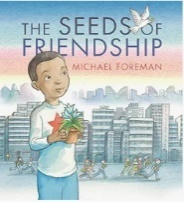 THE SEEDS OF
FRIENDSHIP
MICHAEL FOREMAN